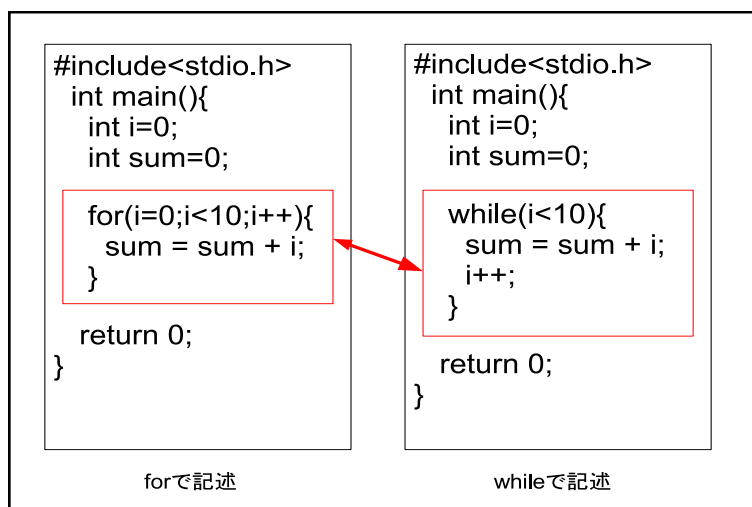 #include<stdio.h>
int main(){
int i=0;
int sum=0;
for(i=0;i<10;i++){
sum = sum + i;
}
return 0;
}
forで記述
#include<stdio.h>
int main(){
int i=0;
int sum=0;
while(i<10){
sum = sum + i;
i++;
}
return 0;
}
whileで記述